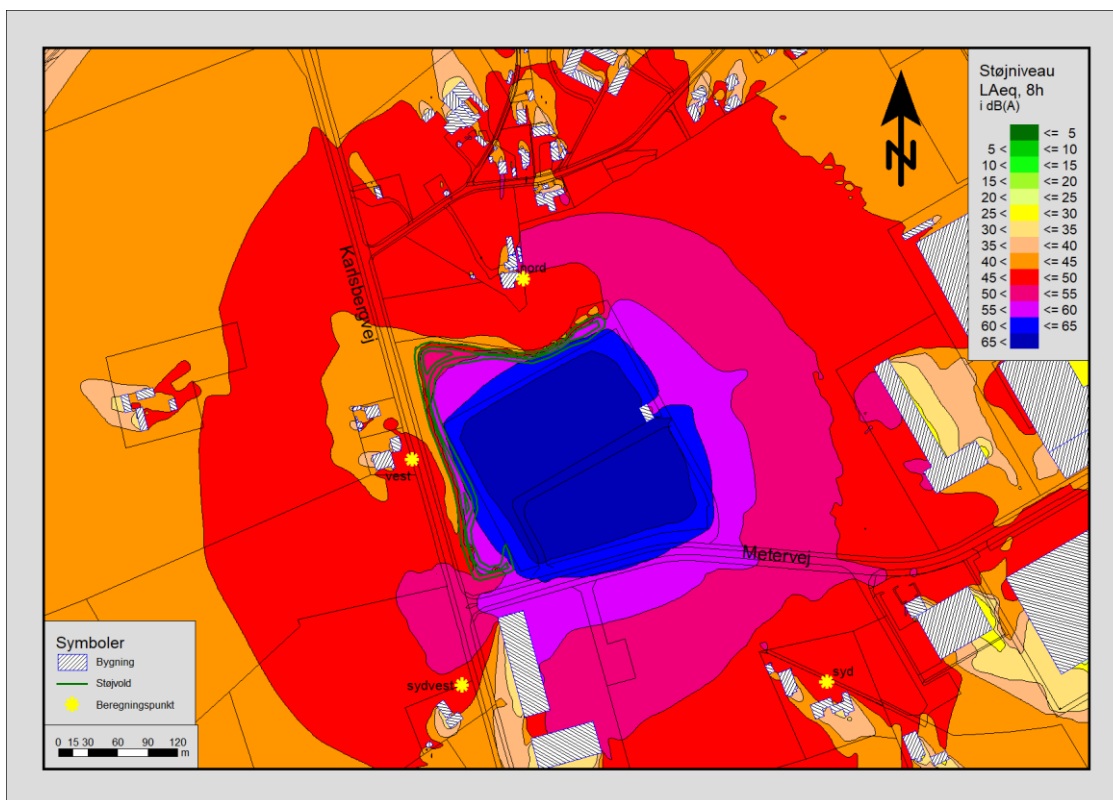 Støjniveau
LAeq, 8h
i dB(A)
<= 5
5 < <= 10
10 < <= 15
15 < <= 20
20 < <= 25
25 < <= 30
30 < <= 35
35 < <= 40
40 < <= 45
45 < <= 50
50 < <= 55
55 < <= 60
60 < <= 65
65 <
N
Karlsbergvej
nord
vest
Metervej
sydvest
syd
Symboler
Bygning
Støjvold
Beregningspunkt
0 15 30 60 90 120
m